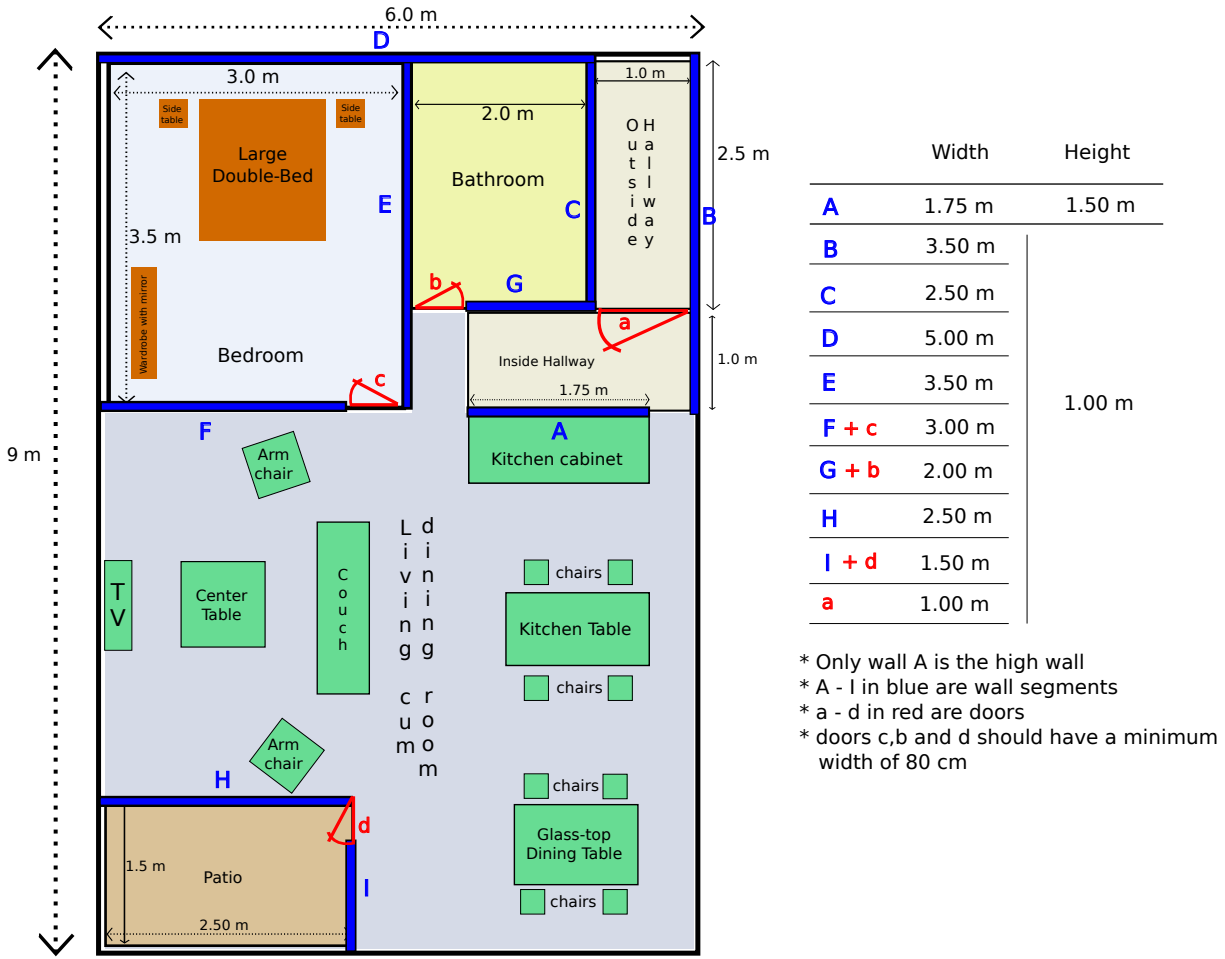 6.0 m
D
3.0 m
1.0 m
Side
table
Side
table
2.0 m
Large
Double-Bed
Outside
Hallway
2.5 m
Bathroom
E
C
B
3.5 m
b
G
a
Wardrobe with mirror
Bedroom
Inside Hallway
1.0 m
c
1.75 m
F
A
9 m
Arm
chair
Kitchen cabinet
Living cum
dining room
T
V
Center
Table
Couch
chairs
Kitchen Table
chairs
Arm
chair
H
chairs
d
Glass-top
Dining Table
1.5 m
Patio
I
chairs
2.50 m
Width Height
A 1.75 m 1.50 m
B 3.50 m
C 2.50 m
D 5.00 m
E 3.50 m
1.00 m
F + c 3.00 m
G + b 2.00 m
H 2.50 m
I + d 1.50 m
a 1.00 m
* Only wall A is the high wall
* A - I in blue are wall segments
* a - d in red are doors
* doors c,b and d should have a minimum
width of 80 cm